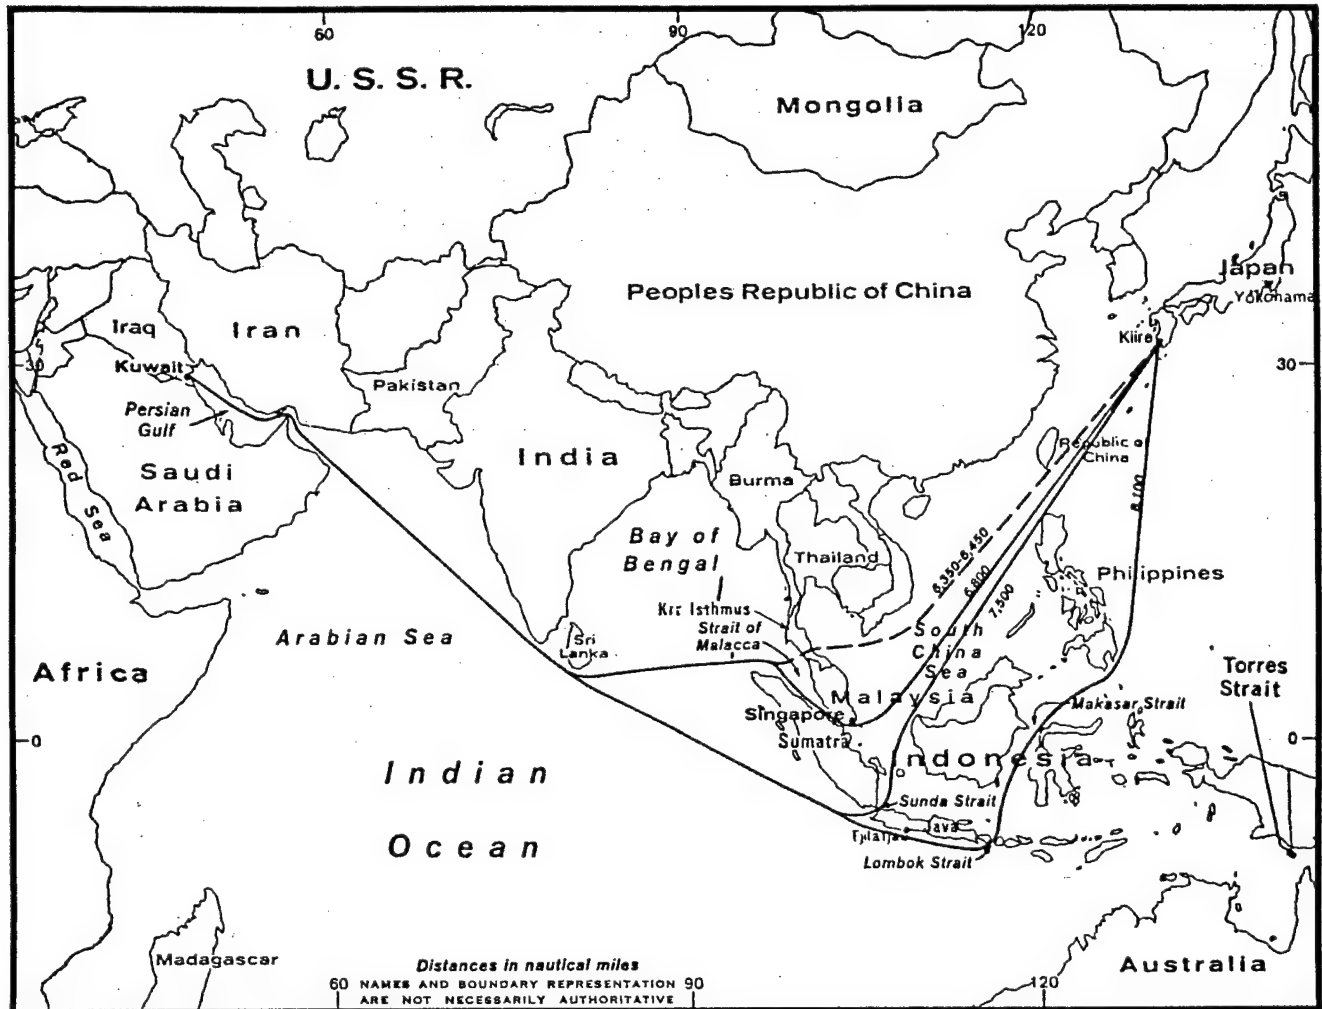 60
90
120
U. S. S. R.
Mongolia
Japan
Yokohama
Peoples Republic of China
Iraq
Iran
Kiire
30
Kuwait
30
Pakistan
Persian
Gulf
Republic
China
Red Sea
Saudi
Arabia
India
Burma
8,100
Bay of
Bengal
Thailand
6,350-6,450
6,800
7,500
Philippines
Isthmus
Strait of
Malacca
Arabian Sea
Sri
Lanka
South
China
Sea
Africa
Torres
Strait
Malaysia
Makasar Strait
Singapore
Sumatra
0
0
Indonesia
Indian
Ocean
Sunda Strait
Java
Lombok Strait
Madagascar
Australia
Distances in nautical miles
60
NAMES AND BOUNDARY REPRESENTATION
90
120
ARE NOT NECESSARILY AUTHORITATIVE